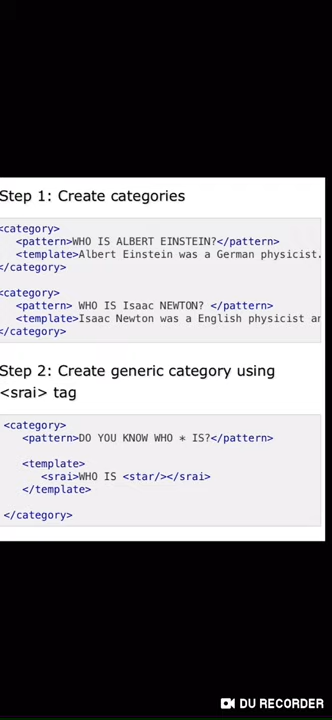 Step 1: Create categories
<category>
<pattern>WHO IS ALBERT EINSTEIN?</pattern>
<template>Albert Einstein was a German physicist.
</category>
<category>
<pattern> WHO IS Isaac NEWTON? </pattern>
<template>Isaac Newton was a English physicist
</category>
Step 2: Create generic category using
<srai> tag
<category>
<pattern>DO YOU KNOW WHO * IS?</pattern>
<template>
<srai>WHO IS <star/></srai>
</template>
</category>
DU RECORDER